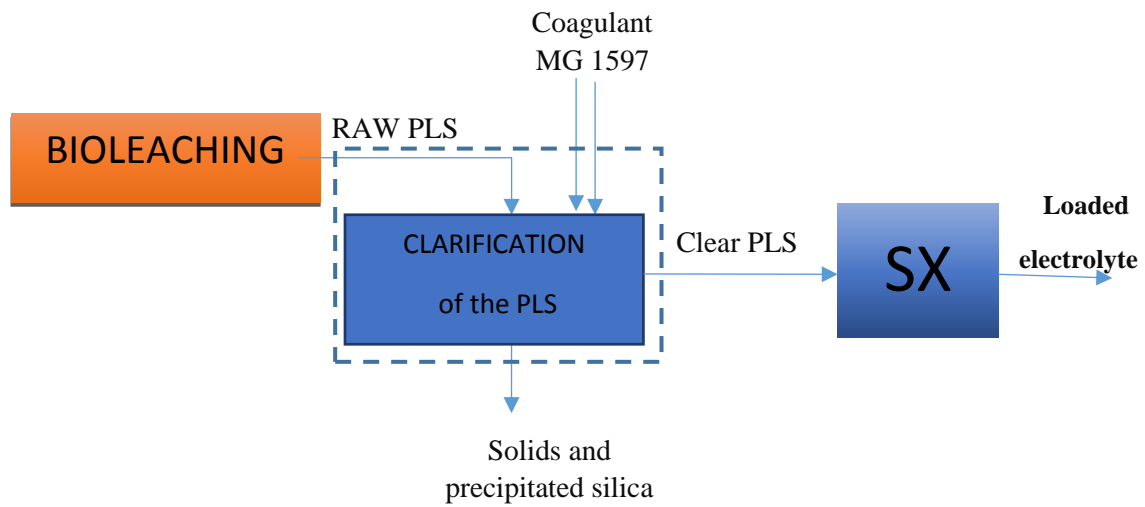 Coagulant
MG 1597
RAW PLS
BIOLEACHING
CLARIFICATION
of the PLS
Clear PLS
SX
Loaded
electrolyte
Solids and
precipitated silica